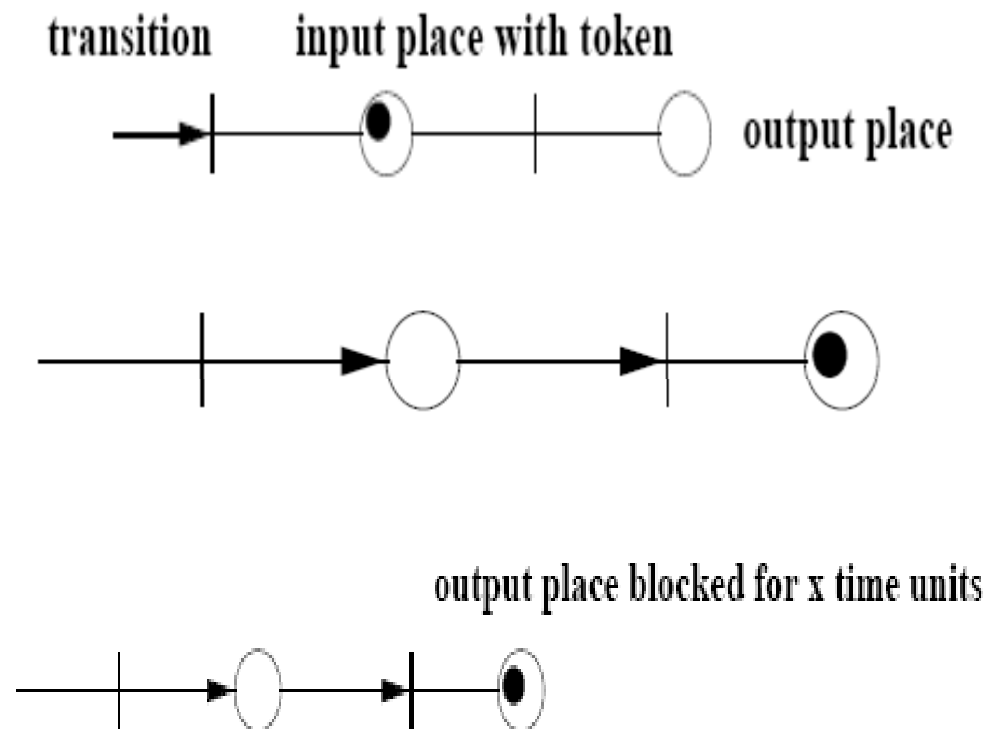 transition
input place with token
output place
output place blocked for x time units